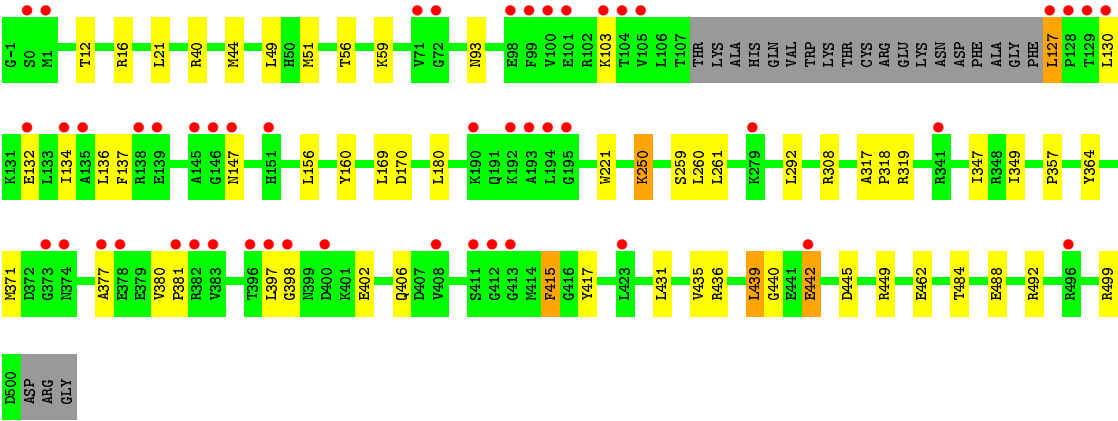 G-1 S0 M1 T12 R16 L21 R40 M44 L49 H50 M51 T56 K59 V71 G72 N93 E98 F99 V100 E101 R102 K103 T104 V105 L106 T107 THR LYS ALA HIS GLN VAL TRP LYS THR CYS ARG GLU LYS ASN ASP PHE ALA GLY PHE L127 P128 T129 L130
K131 E132 L133 I134 A135 L136 F137 R138 E139 A145 G146 N147 H151 L156 Y160 L169 D170 L180 K190 Q191 K192 A193 L194 G195 W221 K250 S259 L260 L261 K279 L292 R308 A317 P318 R319 R341 I347 R348 I349 P357 Y364
M371 D372 G373 N374 A377 E378 E379 V380 P381 R382 V383 T396 L397 G398 N399 D400 K401 E402 Q406 D407 V408 S411 G412 G413 M414 F415 G416 Y417 L423 L431 V435 R436 L439 G440 E441 E442 D445 R449 E462 T484 E488 R492 R496 R499
D500 ASP ARG GLY